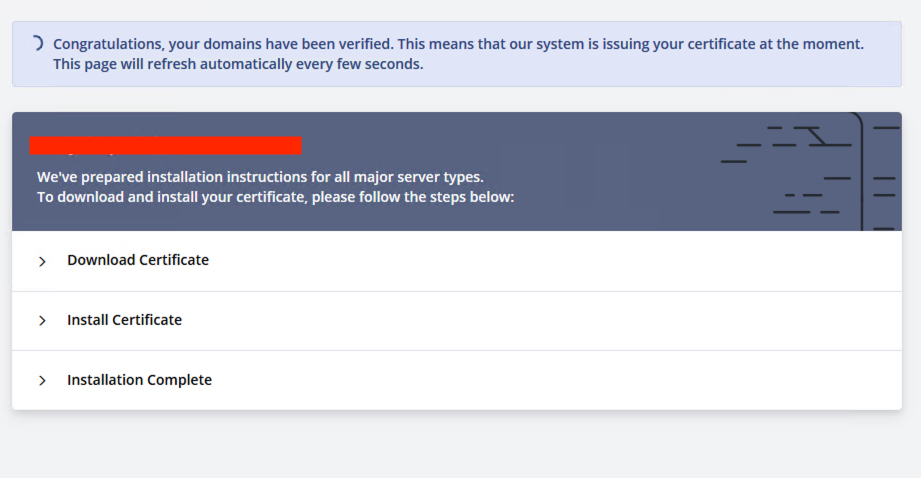 Congratulations, your domains have been verified. This means that our system is issuing your certificate at the moment.
This page will refresh automatically every few seconds.
We've prepared installation instructions for all major server types.
To download and install your certificate, please follow the steps below:
Download Certificate
Install Certificate
Installation Complete